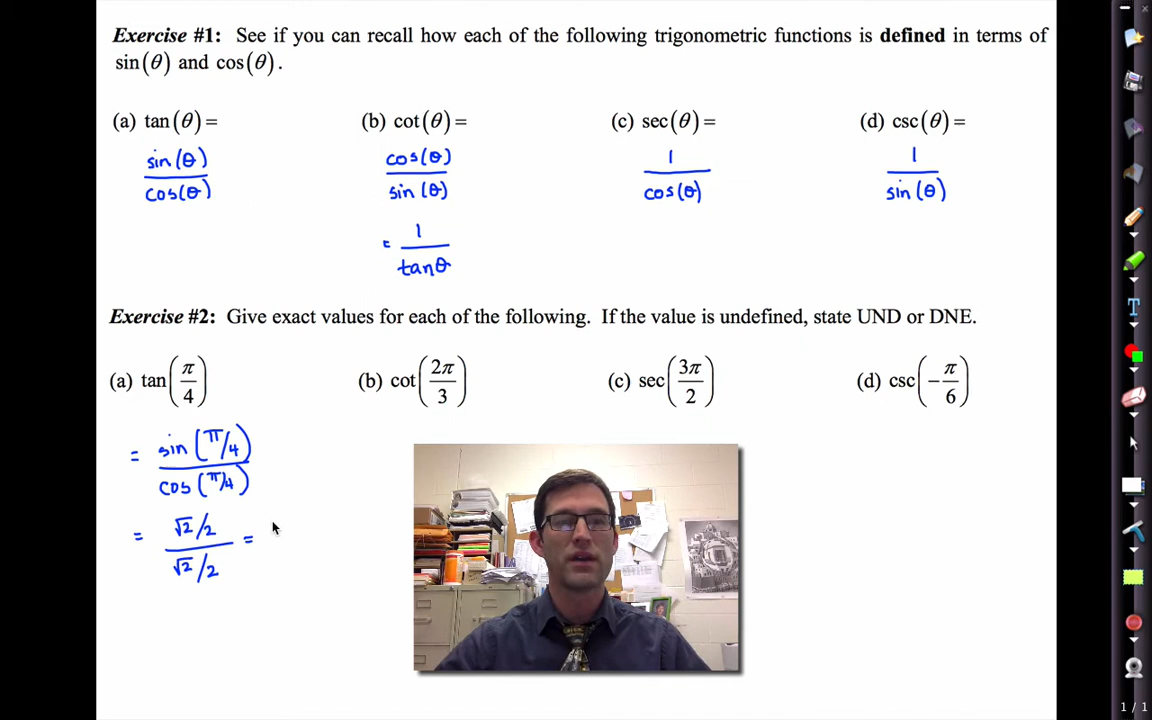 Exercise #1: See if you can recall how each of the following trigonometric functions is defined in terms of
sin(θ) and cos(θ).
(a) tan(θ)=
(b) cot(θ)=
(c) sec(θ)=
(d) csc(θ)=
sin(θ)
cos(θ)
cos(θ)
sin(θ)
= 1
tanθ
1
cos(θ)
1
sin(θ)
Exercise #2: Give exact values for each of the following. If the value is undefined, state UND or DNE.
(a) tan(π/4)
(b) cot(2π/3)
(c) sec(3π/2)
(d) csc(−π/6)
= sin(π/4)
cos(π/4)
= √2/2 =
√2/2
1 / 1